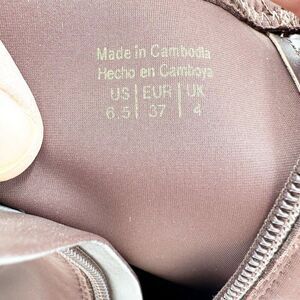 Made in Cambodia
Hecho en Camboya
US | EUR | UK
6.5 | 37 | 4